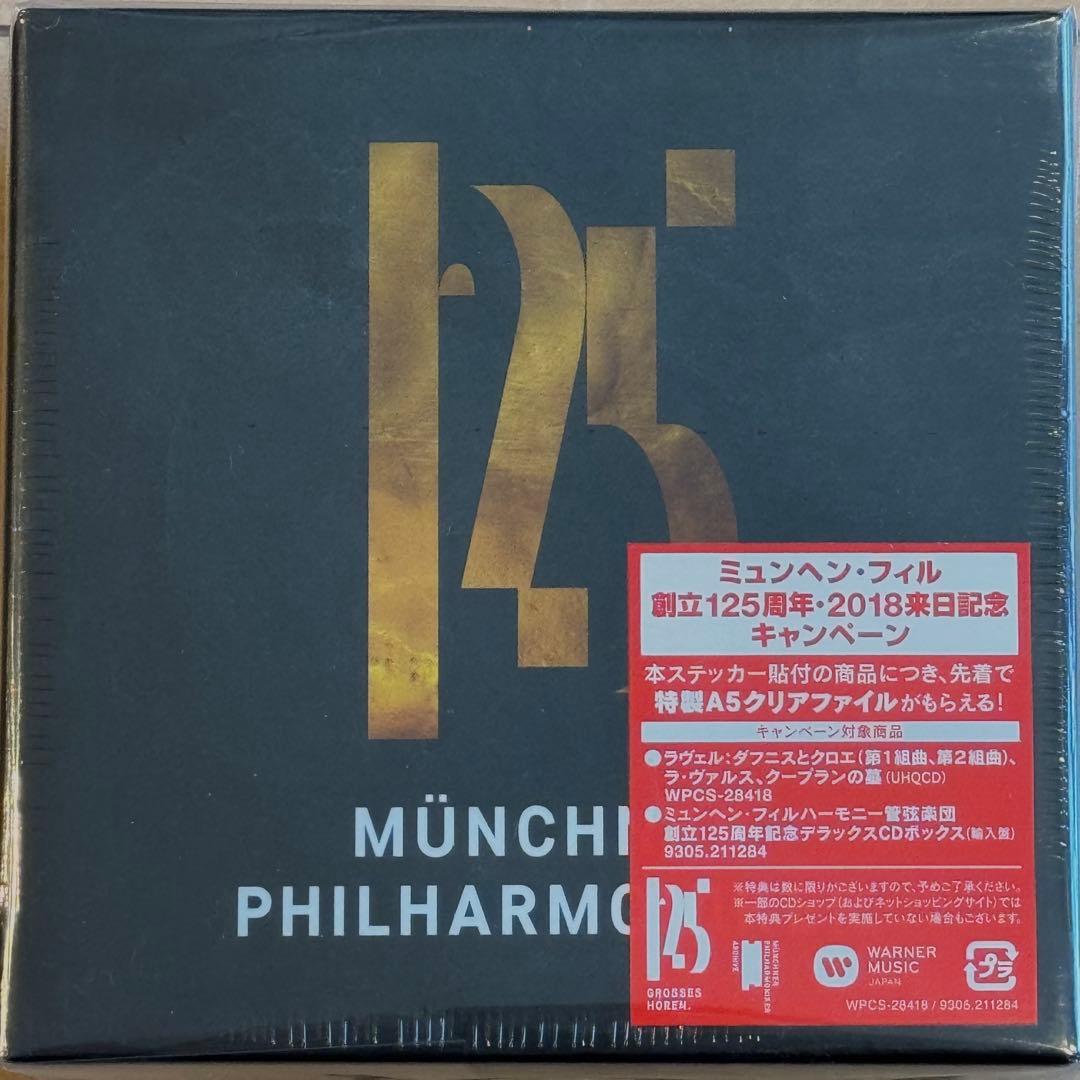 125
MÜNCHN
PHILHARMO
ミュンヘン・フィル
創立125周年・2018来日記念
キャンペーン
本ステッカー貼付の商品につき、先着で
特製A5クリアファイルがもらえる!
キャンペーン対象商品
●ラヴェル:ダフニスとクロエ(第1組曲、第2組曲)、
ラ・ヴァルス、クープランの墓(UHQCD)
WPCS-28418
●ミュンヘン・フィルハーモニー管弦楽団
創立125周年記念デラックスCDボックス(輸入盤)
9305.211284
※特典は数に限りがございますので、予めご了承ください。
※一部のCDショップ(およびネットショッピングサイト)では
本特典プレゼントを実施していない場合もございます。
125
GROSSES
HÖREN.
MÜNCHNER
PHILHARMONIKER
ARCHIVE
WARNER
MUSIC
JAPAN
プラ
WPCS-28418 / 9305.211284